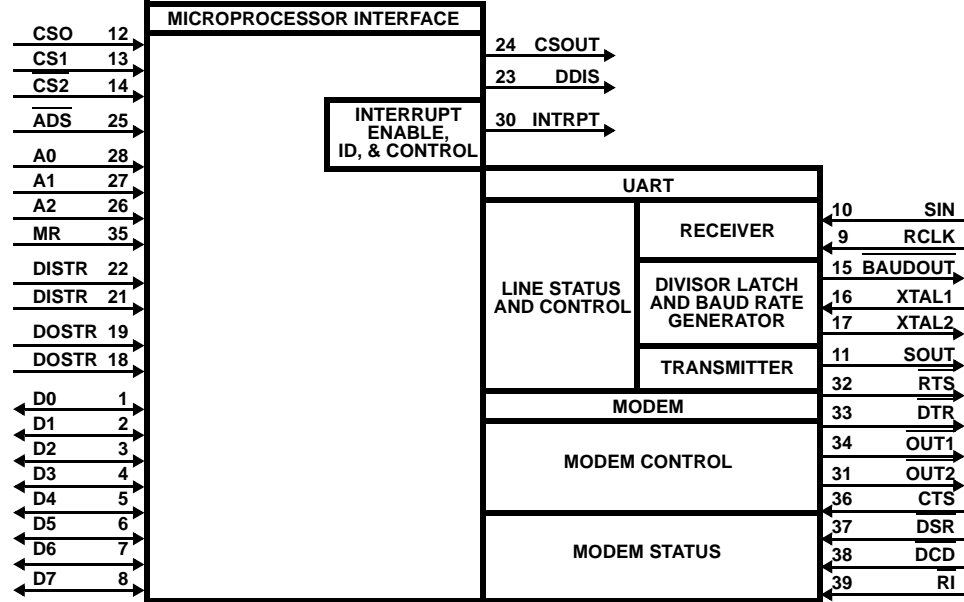 MICROPROCESSOR INTERFACE
CSO 12
CS1 13
CS2 14
ADS 25
A0 28
A1 27
A2 26
MR 35
DISTR 22
DISTR 21
DOSTR 19
DOSTR 18
D0 1
D1 2
D2 3
D3 4
D4 5
D5 6
D6 7
D7 8
24 CSOUT
23 DDIS
INTERRUPT
ENABLE,
ID, & CONTROL
30 INTRPT
UART
LINE STATUS
AND CONTROL
RECEIVER
DIVISOR LATCH
AND BAUD RATE
GENERATOR
TRANSMITTER
MODEM
MODEM CONTROL
MODEM STATUS
10 SIN
9 RCLK
15 BAUDOUT
16 XTAL1
17 XTAL2
11 SOUT
32 RTS
33 DTR
34 OUT1
31 OUT2
36 CTS
37 DSR
38 DCD
39 RI